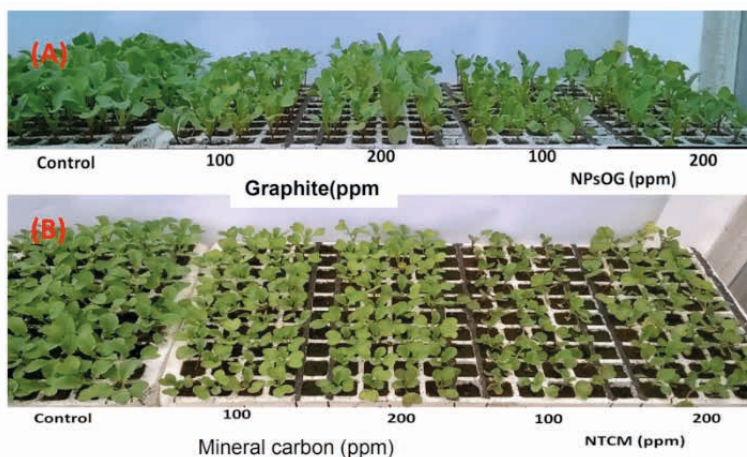 (A)
Control 100 200 100 200
Graphite(ppm NPsOG (ppm)
(B)
Control 100 200 100 200
Mineral carbon (ppm) NTCM (ppm)